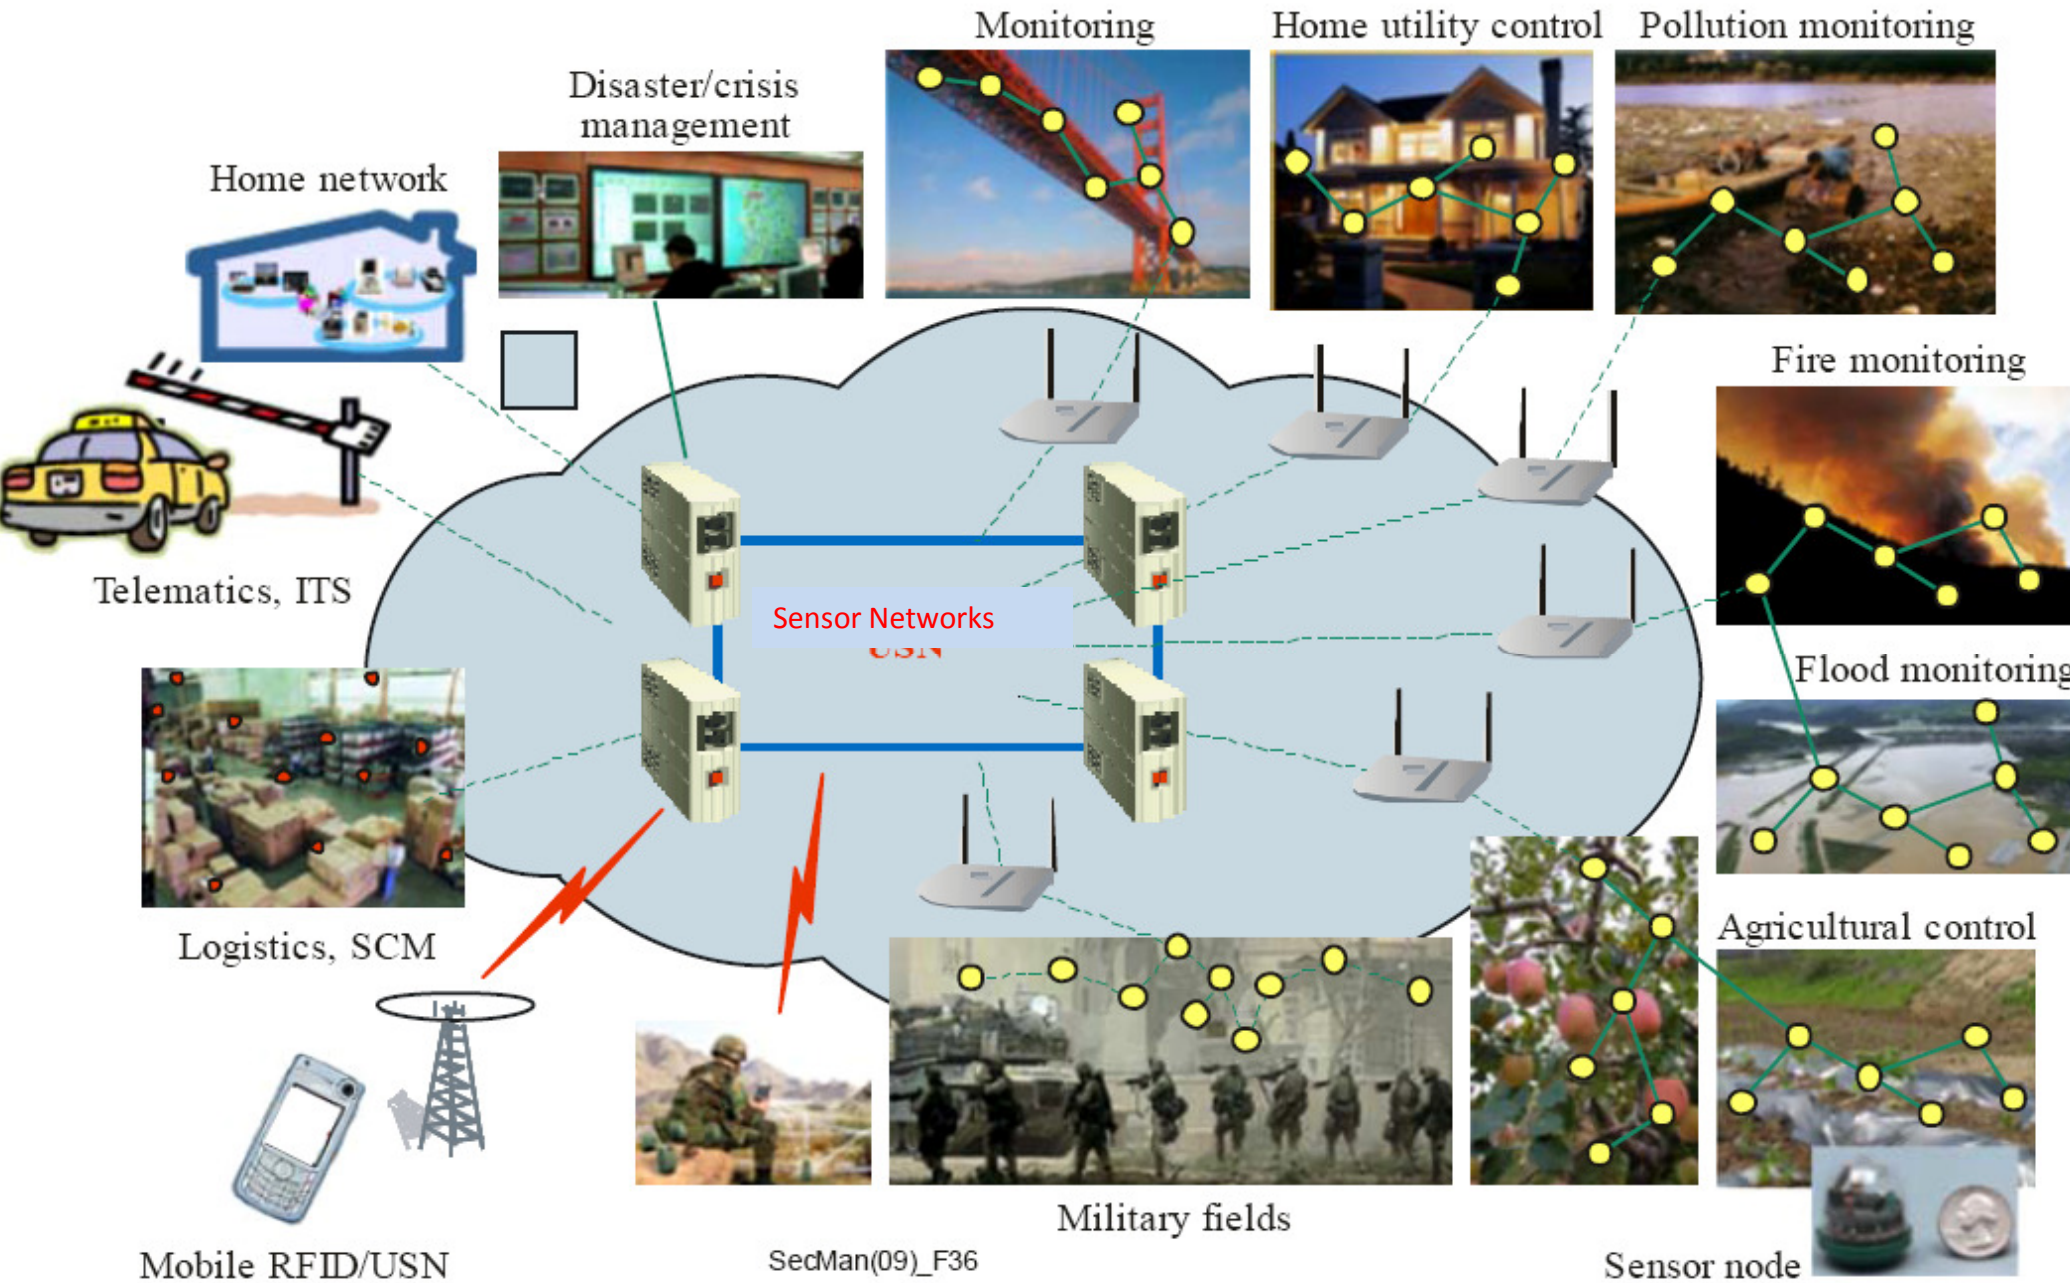 Monitoring
Home utility control
Pollution monitoring
Disaster/crisis
management
Home network
Fire monitoring
Telematics, ITS
Sensor Networks
USN
Flood monitoring
Logistics, SCM
Agricultural control
Military fields
Mobile RFID/USN
SecMan(09)_F36
Sensor node